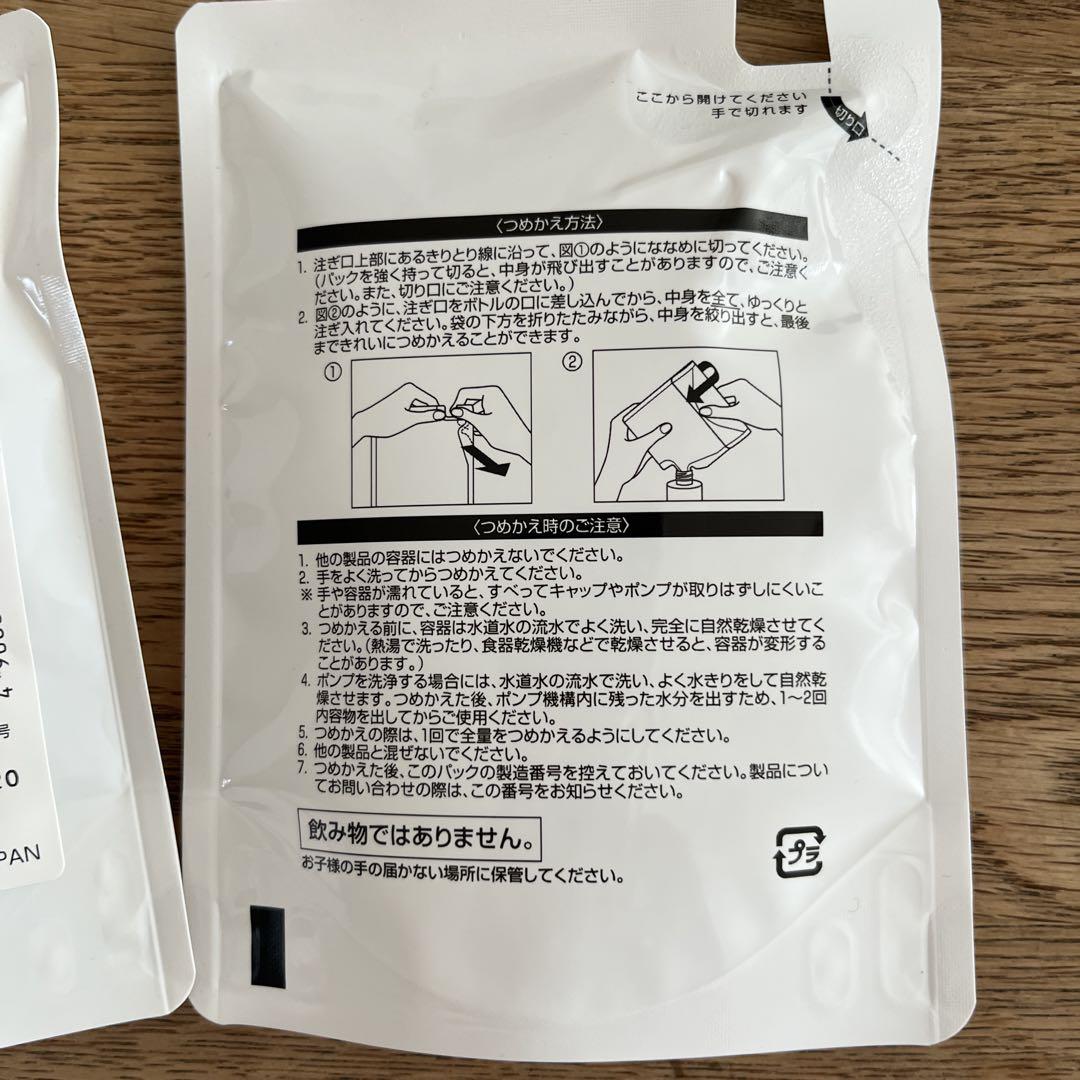 ここから開けてください
手で切れます
切り口
〈つめかえ方法〉
1. 注ぎ口上部にあるきりとり線に沿って、図①のようにななめに切ってください。
(パックを強く持って切ると、中身が飛び出すことがありますので、ご注意く
ださい。また、切り口にご注意ください。)
2. 図②のように、注ぎ口をボトルの口に差し込んでから、中身を全て、ゆっくりと
注ぎ入れてください。袋の下方を折りたたみながら、中身を絞り出すと、最後
まできれいにつめかえることができます。
① ②
〈つめかえ時のご注意〉
1. 他の製品の容器にはつめかえないでください。
2. 手をよく洗ってからつめかえてください。
※ 手や容器が濡れていると、すべってキャップやポンプが取りはずしにくいこ
とがありますので、ご注意ください。
3. つめかえる前に、容器は水道水の流水でよく洗い、完全に自然乾燥させてく
ださい。(熱湯で洗ったり、食器乾燥機などで乾燥させると、容器が変形する
ことがあります。)
4. ポンプを洗浄する場合には、水道水の流水で洗い、よく水きりをして自然乾
燥させます。つめかえた後、ポンプ機構内に残った水分を出すため、1〜2回
内容物を出してからご使用ください。
5. つめかえの際は、1回で全量をつめかえるようにしてください。
6. 他の製品と混ぜないでください。
7. つめかえた後、このパックの製造番号を控えておいてください。製品につい
てお問い合わせの際は、この番号をお知らせください。
飲み物ではありません。
お子様の手の届かない場所に保管してください。
プラ
号
20
PAN